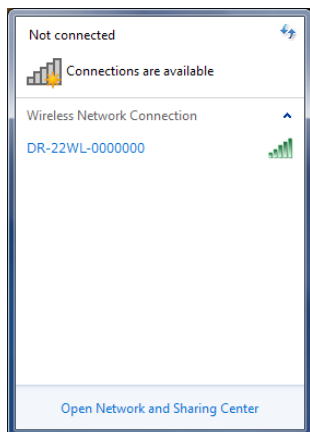 Not connected
Connections are available
Wireless Network Connection
DR-22WL-0000000
Open Network and Sharing Center